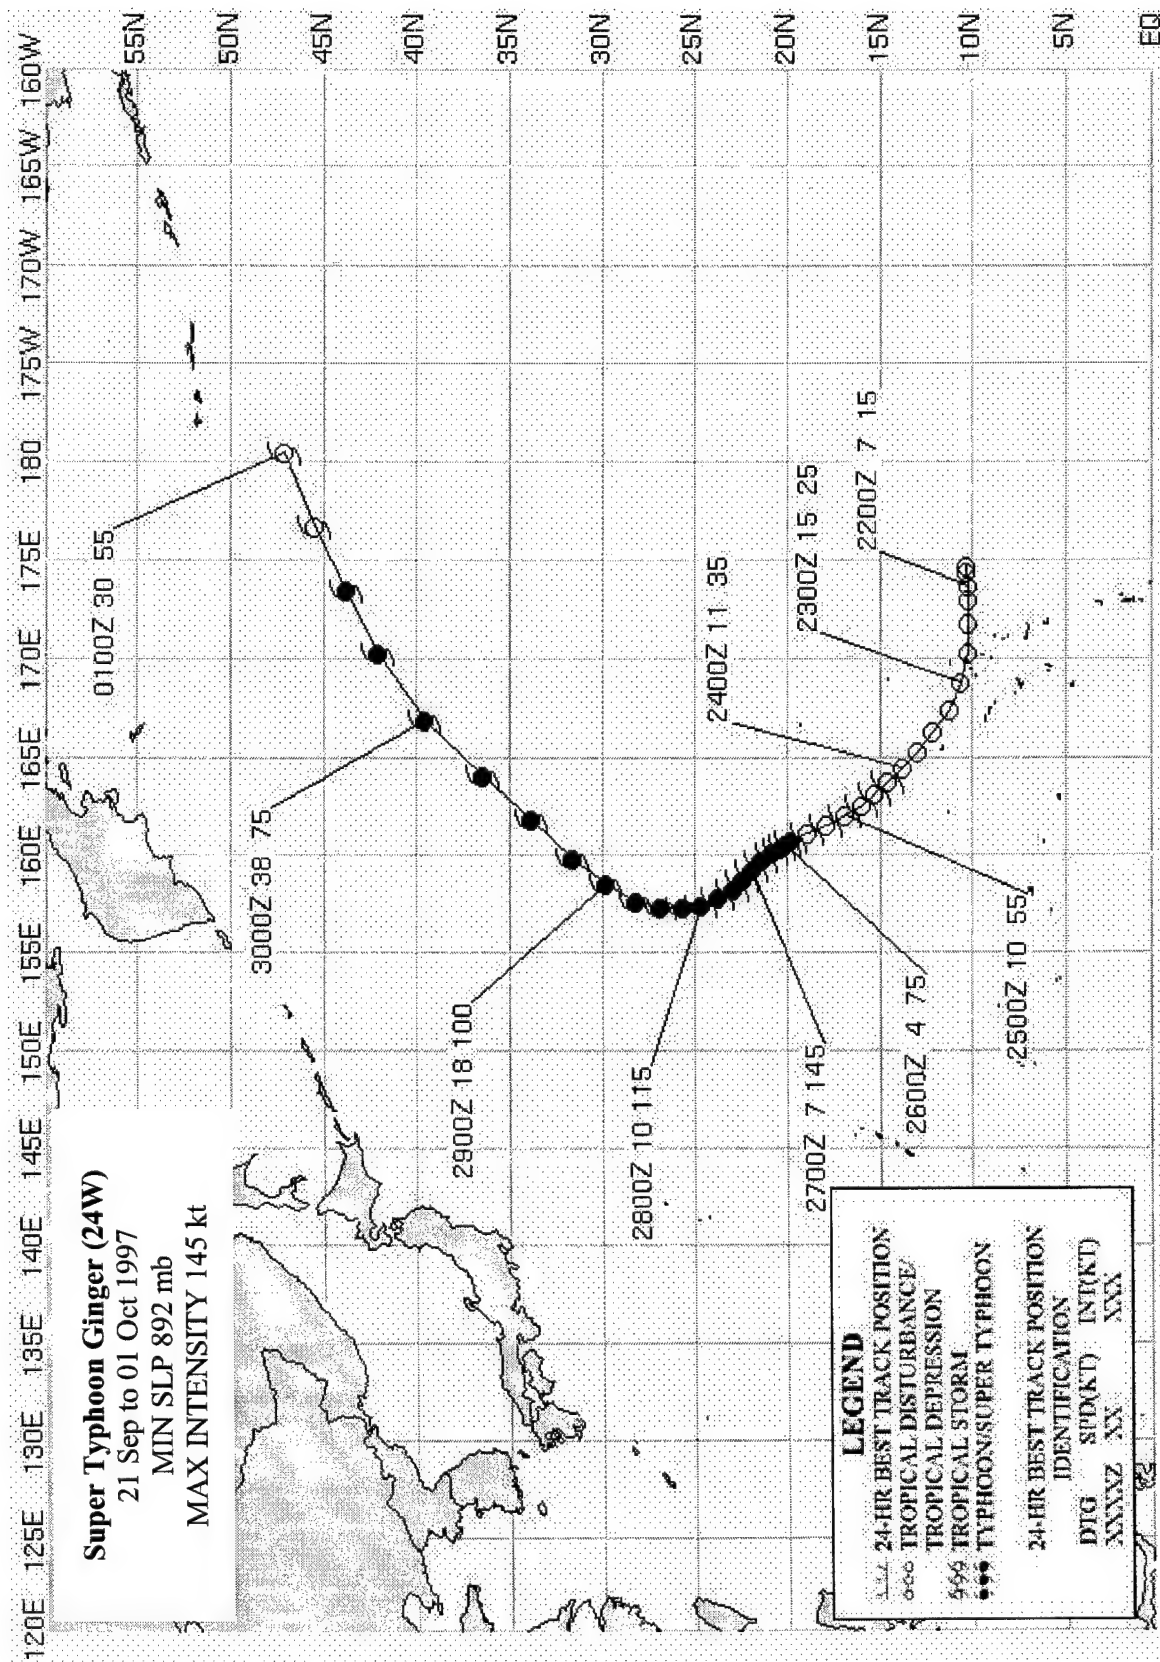 Super Typhoon Ginger (24W)
21 Sep to 01 Oct 1997
MIN SLP 892 mb
MAX INTENSITY 145 kt
120E 125E 130E 135E 140E 145E 150E 155E 160E 165E 170E 175E 180 175W 170W 165W 160W
55N
50N
45N
40N
35N
30N
25N
20N
15N
10N
5N
EQ
0100Z 30 55
3000Z 38 75
2900Z 18 100
2800Z 10 115
2700Z 7 145
2600Z 4 75
2500Z 10 55
2400Z 11 35
2300Z 15 25
2200Z 7 15
LEGEND
24-HR BEST TRACK POSITION
TROPICAL DISTURBANCE/
TROPICAL DEPRESSION
TROPICAL STORM
TYPHOON/SUPER TYPHOON
24-HR BEST TRACK POSITION
IDENTIFICATION
DTG SPD(KT) INT(KT)
XXXXZ XX XXX